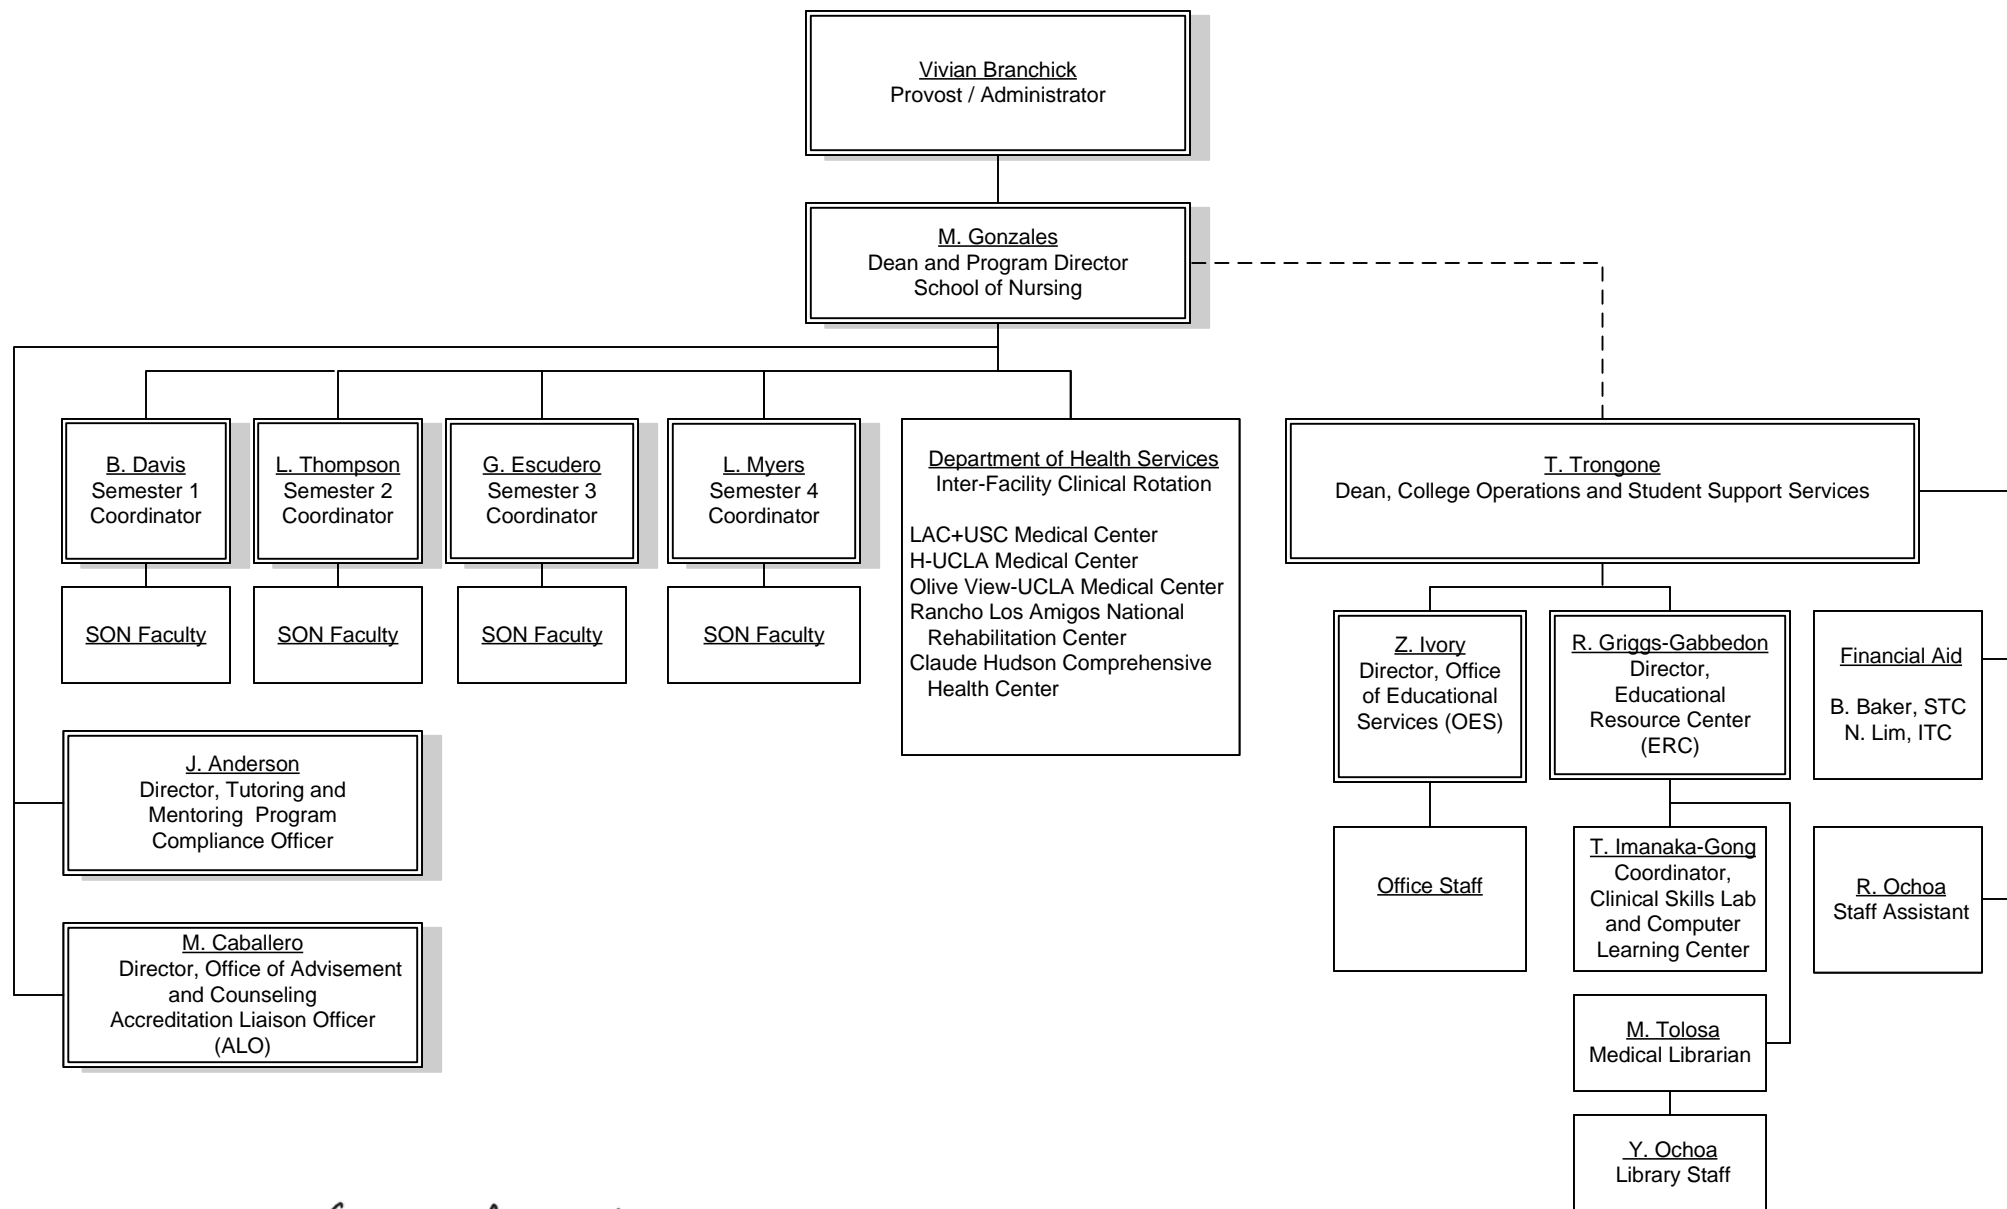 Vivian Branchick
Provost / Administrator
M. Gonzales
Dean and Program Director
School of Nursing
B. Davis
Semester 1
Coordinator
L. Thompson
Semester 2
Coordinator
G. Escudero
Semester 3
Coordinator
L. Myers
Semester 4
Coordinator
Department of Health Services
Inter-Facility Clinical Rotation
LAC+USC Medical Center
H-UCLA Medical Center
Olive View-UCLA Medical Center
Rancho Los Amigos National
Rehabilitation Center
Claude Hudson Comprehensive
Health Center
T. Trongone
Dean, College Operations and Student Support Services
SON Faculty
SON Faculty
SON Faculty
SON Faculty
Z. Ivory
Director, Office
of Educational
Services (OES)
R. Griggs-Gabbedon
Director,
Educational
Resource Center
(ERC)
Financial Aid
B. Baker, STC
N. Lim, ITC
J. Anderson
Director, Tutoring and
Mentoring  Program
Compliance Officer
Office Staff
T. Imanaka-Gong
Coordinator,
Clinical Skills Lab
and Computer
Learning Center
R. Ochoa
Staff Assistant
M. Caballero
Director, Office of Advisement
and Counseling
Accreditation Liaison Officer
(ALO)
M. Tolosa
Medical Librarian
Y. Ochoa
Library Staff